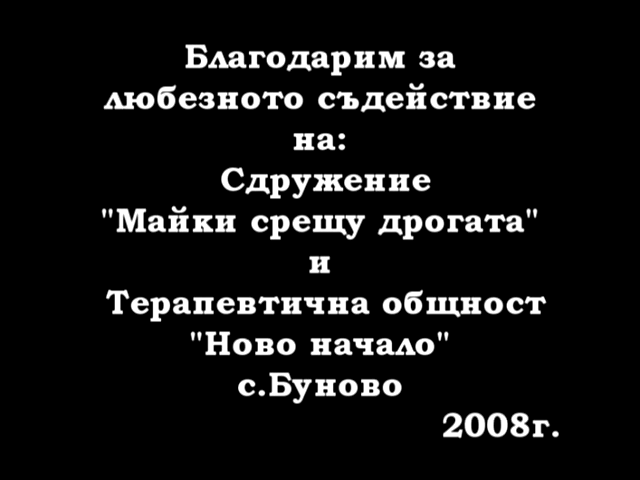 Благодарим за
любезното съдействие
на:
Сдружение
"Майки срещу дрогата"
и
Терапевтична общност
"Ново начало"
с.Буново
2008г.